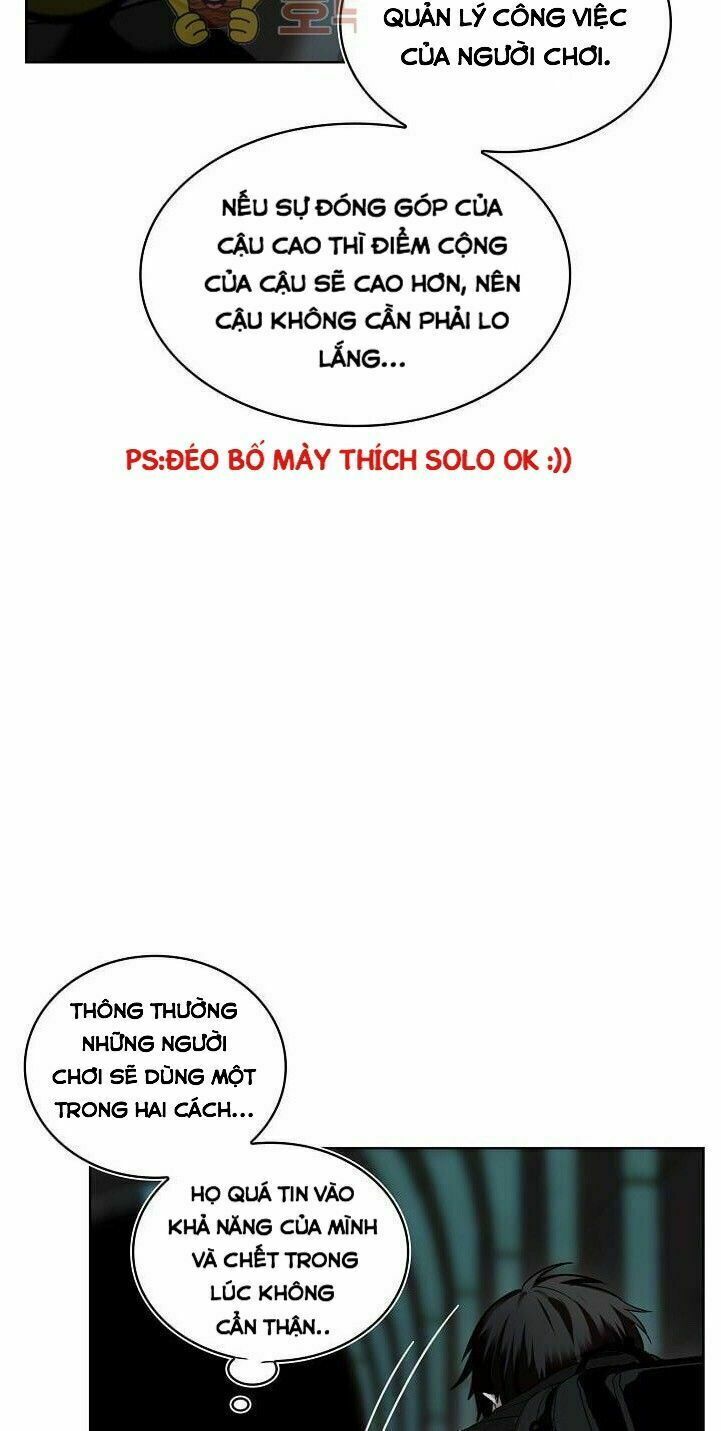 호두
QUẢN LÝ CÔNG VIỆC
CỦA NGƯỜI CHƠI.
NẾU SỰ ĐÓNG GÓP CỦA
CẬU CAO THÌ ĐIỂM CỘNG
CỦA CẬU SẼ CAO HƠN, NÊN
CẬU KHÔNG CẦN PHẢI LO
LẮNG...
PS:ĐÉO BỐ MÀY THÍCH SOLO OK :))
THÔNG THƯỜNG
NHỮNG NGƯỜI
CHƠI SẼ DÙNG MỘT
TRONG HAI CÁCH...
HỌ QUÁ TIN VÀO
KHẢ NĂNG CỦA MÌNH
VÀ CHẾT TRONG
LÚC KHÔNG
CẨN THẬN..